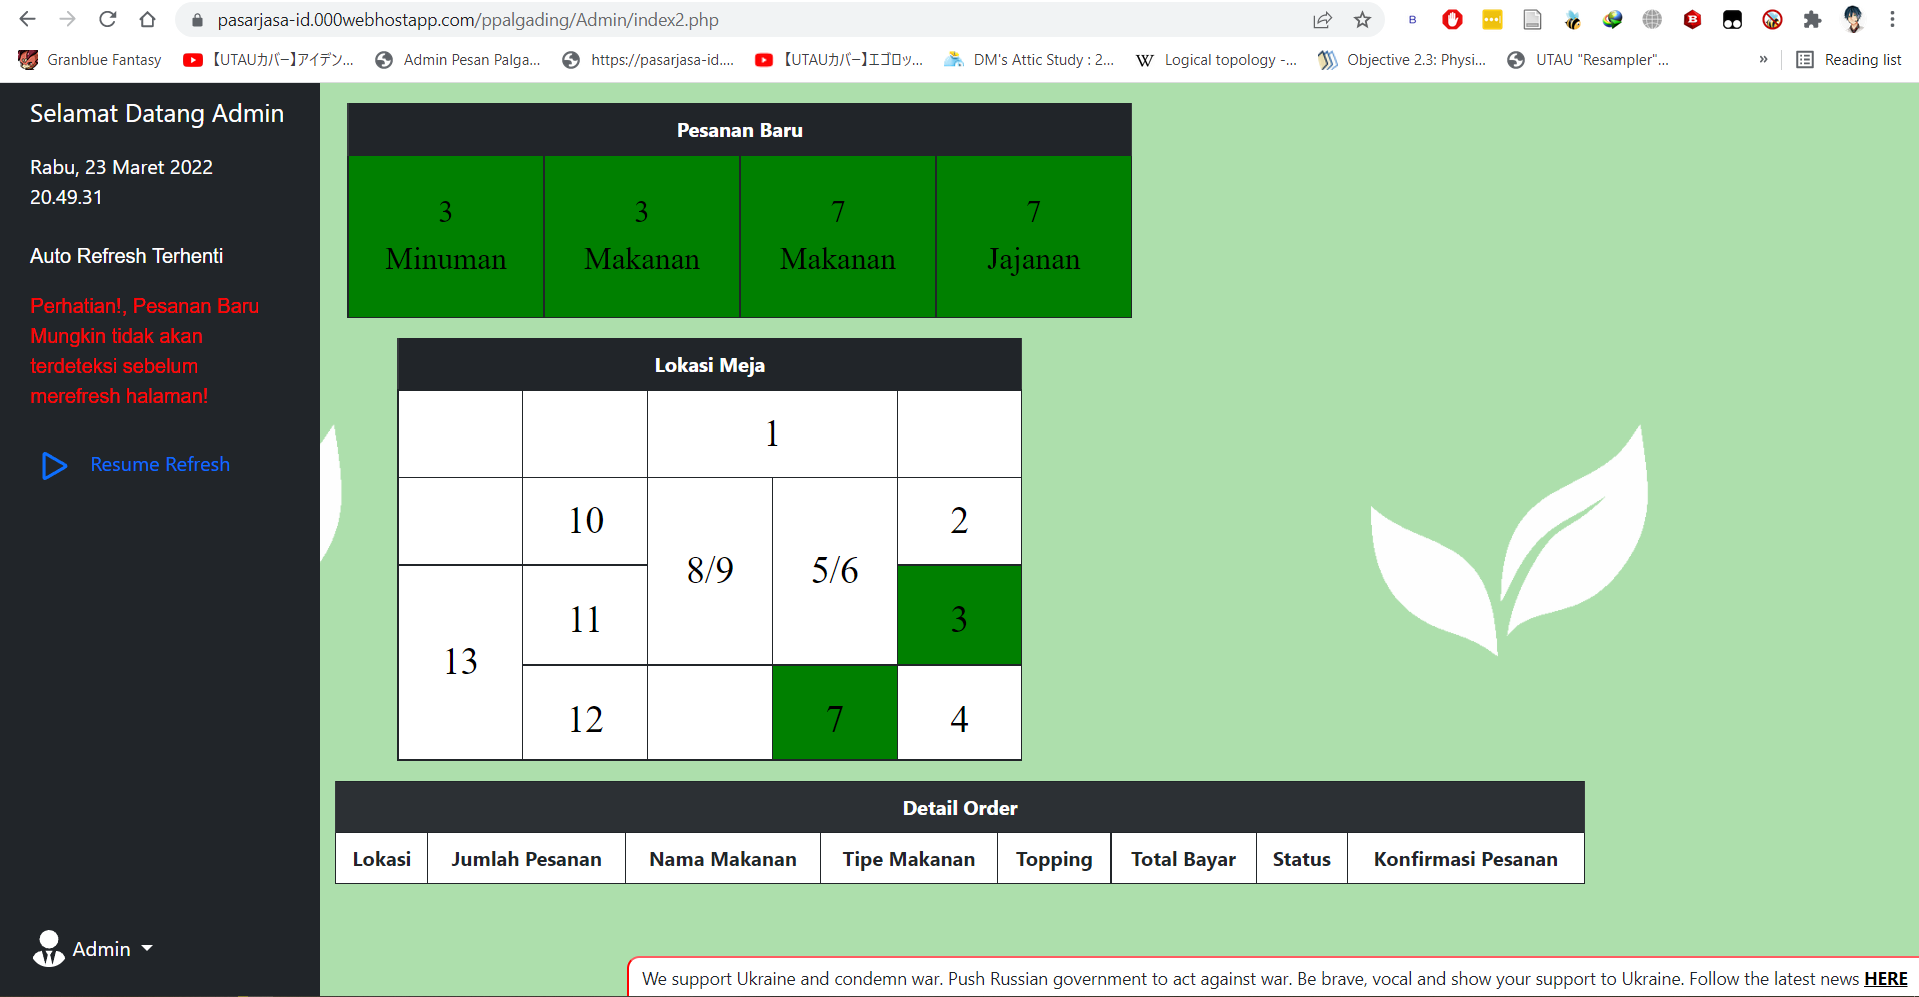 pasarjasa-id.000webhostapp.com/ppalgading/Admin/index2.php
Granblue Fantasy
【UTAUカバー】アイデン...
Admin Pesan Palga...
https://pasarjasa-id....
【UTAUカバー】エゴロッ...
DM's Attic Study : 2...
W Logical topology -...
Objective 2.3: Physi...
UTAU "Resampler"...
»
Reading list
Selamat Datang Admin
Rabu, 23 Maret 2022
20.49.31
Auto Refresh Terhenti
Perhatian!, Pesanan Baru
Mungkin tidak akan
terdeteksi sebelum
merefresh halaman!
Resume Refresh
Admin
Pesanan Baru
3 3 7 7
Minuman Makanan Makanan Jajanan
Lokasi Meja
1
10 2
8/9 5/6
11 3
13
12 7 4
Detail Order
Lokasi Jumlah Pesanan Nama Makanan Tipe Makanan Topping Total Bayar Status Konfirmasi Pesanan
We support Ukraine and condemn war. Push Russian government to act against war. Be brave, vocal and show your support to Ukraine. Follow the latest news HERE